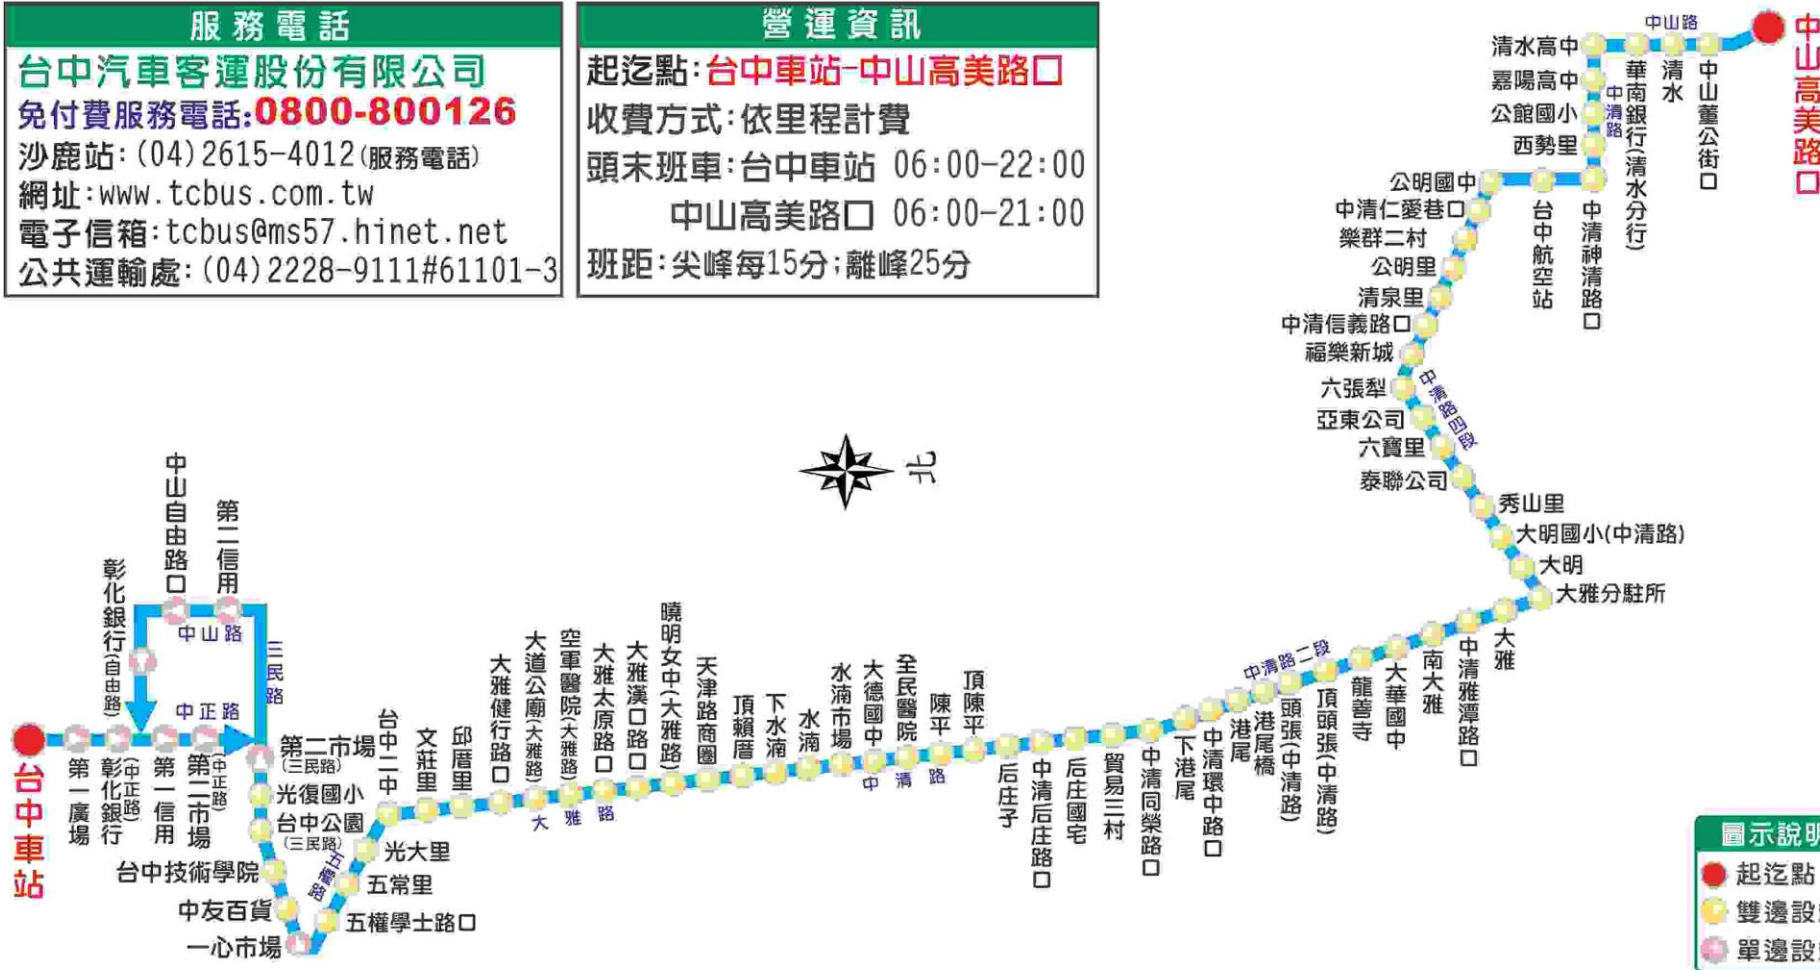 服務電話
台中汽車客運股份有限公司
免付費服務電話:0800-800126
沙鹿站:(04)2615-4012(服務電話)
網址:www.tcbus.com.tw
電子信箱:tcbus@ms57.hinet.net
公共運輸處:(04)2228-9111#61101-3
營運資訊
起迄點:台中車站-中山高美路口
收費方式:依里程計費
頭末班車:台中車站 06:00-22:00
中山高美路口 06:00-21:00
班距:尖峰每15分;離峰25分
中山高美路口
中山路
中山董公街口
清水
華南銀行(清水分行)
清水高中
嘉陽高中
中清路
公館國小
西勢里
中清神清路口
台中航空站
公明國中
中清仁愛巷口
樂群二村
公明里
清泉里
中清信義路口
福樂新城
六張犁
中清路四段
亞東公司
六寶里
泰聯公司
秀山里
大明國小(中清路)
大明
大雅分駐所
大雅
中清雅潭路口
南大雅
大華國中
龍善寺
頂頭張(中清路)
中清路二段
頭張(中清路)
港尾橋
港尾
中清環中路口
下港尾
中清同榮路口
貿易三村
后庄國宅
中清后庄路口
后庄子
頂陳平
陳平
全民醫院
大德國中
中清路
水湳市場
水湳
下水湳
頂賴厝
天津路商圈
曉明女中(大雅路)
大雅漢口路口
大雅太原路口
空軍醫院(大雅路)
大道公廟(大雅路)
大雅路
大雅健行路口
邱厝里
文莊里
台中二中
光大里
五權路
五常里
五權學士路口
一心市場
中友百貨
台中技術學院
台中公園
(三民路)
光復國小
第二市場
(三民路)
三民路
第二信用
中山自由路口
中山路
彰化銀行(自由路)
中正路
第二市場(中正路)
第一信用
彰化銀行(中正路)
第一廣場
台中車站
北
圖示說明
起迄點
雙邊設
單邊設